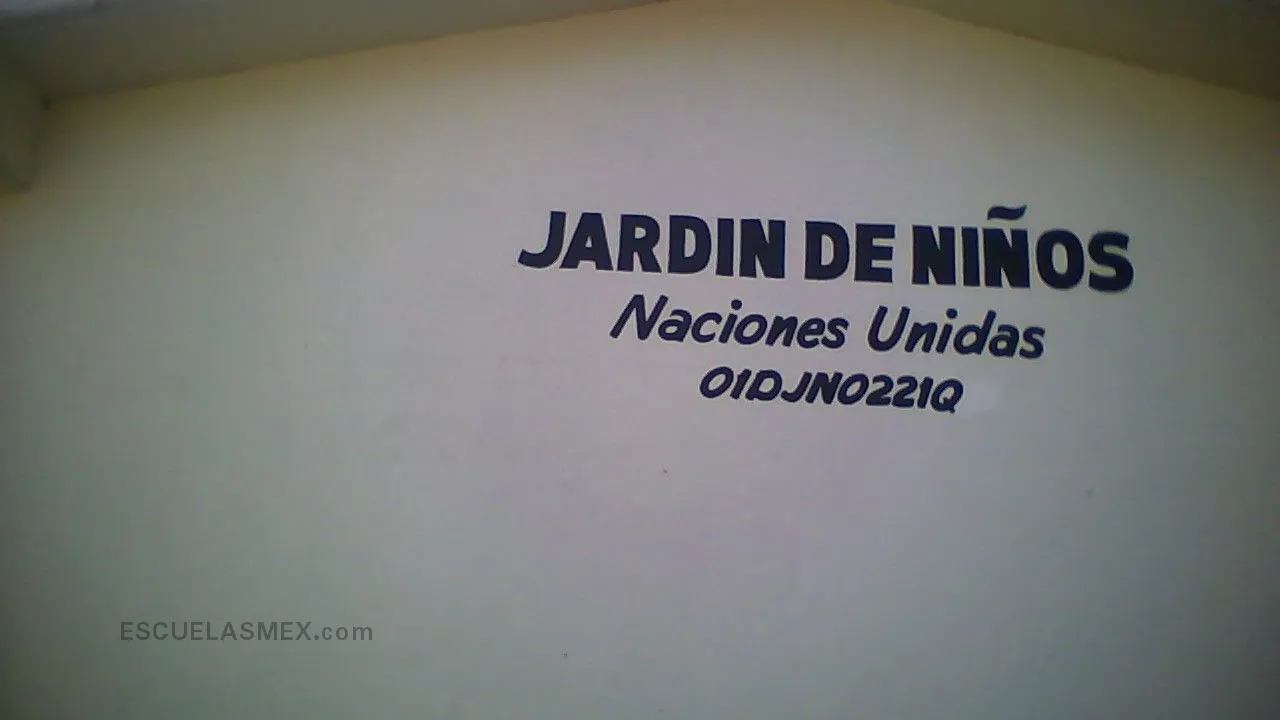 JARDIN DE NIÑOS
Naciones Unidas
01DJN0221Q
ESCUELASMEX.com